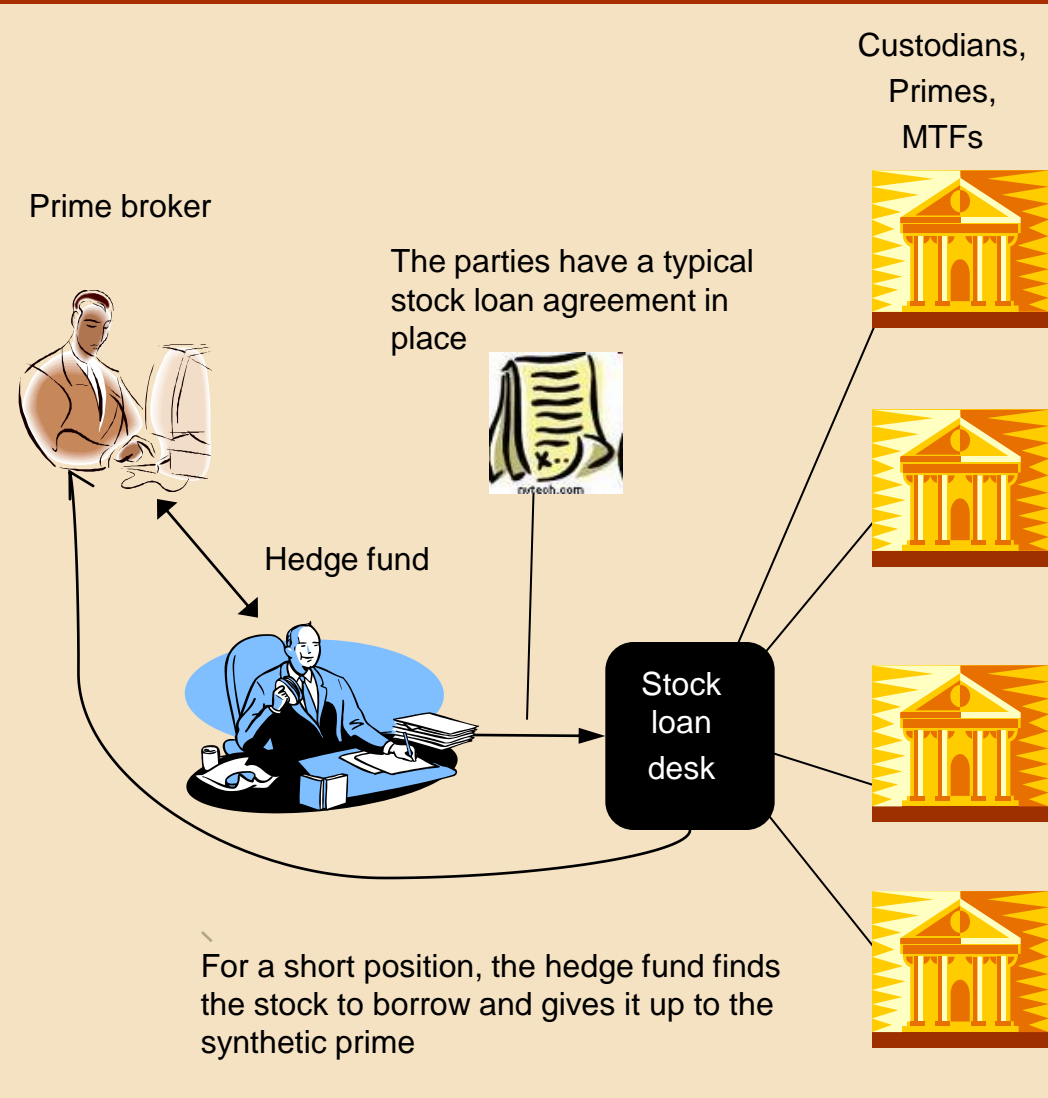 Custodians,
Primes,
MTFs
Prime broker
The parties have a typical
stock loan agreement in
place
nvtech.com
Hedge fund
Stock
loan
desk
For a short position, the hedge fund finds
the stock to borrow and gives it up to the
synthetic prime